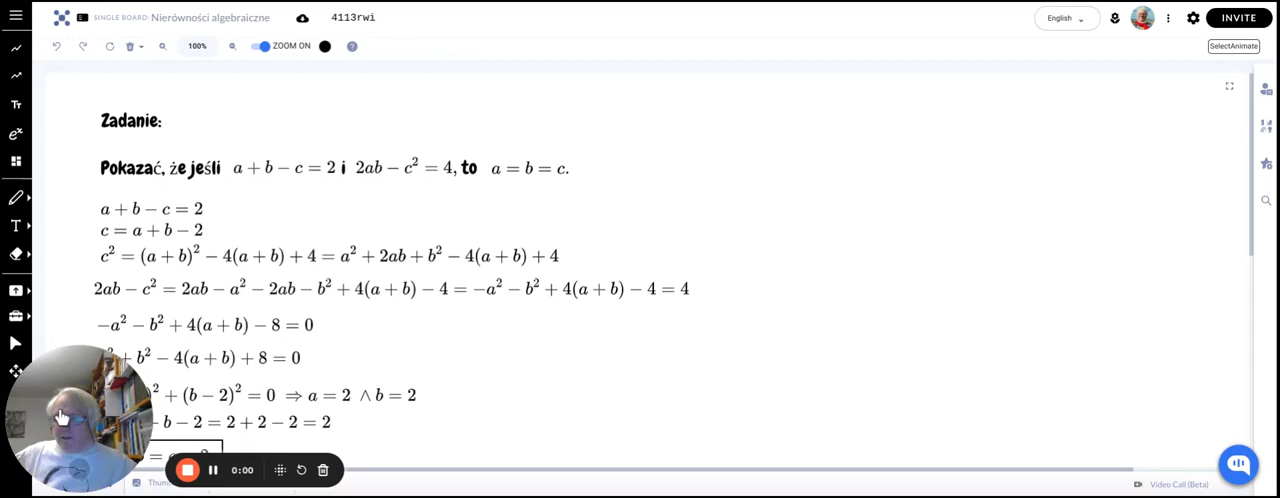 SINGLE BOARD: Nierówności algebraiczne 4113rwi English INVITE
100% ZOOM ON SelectAnimate
Zadanie:
Pokazać, że jeśli a + b − c = 2 i 2ab − c² = 4, to a = b = c.
a + b − c = 2
c = a + b − 2
c² = (a + b)² − 4(a + b) + 4 = a² + 2ab + b² − 4(a + b) + 4
2ab − c² = 2ab − a² − 2ab − b² + 4(a + b) − 4 = −a² − b² + 4(a + b) − 4 = 4
−a² − b² + 4(a + b) − 8 = 0
² + b² − 4(a + b) + 8 = 0
)² + (b − 2)² = 0 ⇒ a = 2 ∧ b = 2
b − 2 = 2 + 2 − 2 = 2
0:00
Video Call (Beta)